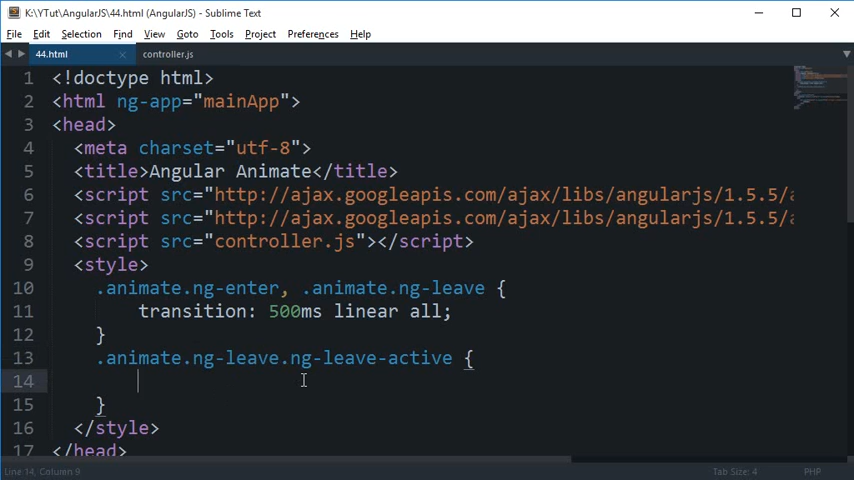 K:\YTut\AngularJS\44.html (AngularJS) - Sublime Text
File Edit Selection Find View Goto Tools Project Preferences Help
44.html controller.js
1 <!doctype html>
2 <html ng-app="mainApp">
3 <head>
4 <meta charset="utf-8">
5 <title>Angular Animate</title>
6 <script src="http://ajax.googleapis.com/ajax/libs/angularjs/1.5.5/a
7 <script src="http://ajax.googleapis.com/ajax/libs/angularjs/1.5.5/a
8 <script src="controller.js"></script>
9 <style>
10 .animate.ng-enter, .animate.ng-leave {
11 transition: 500ms linear all;
12 }
13 .animate.ng-leave.ng-leave-active {
14
15 }
16 </style>
17 </head>
Line 14, Column 9 Tab Size: 4 PHP